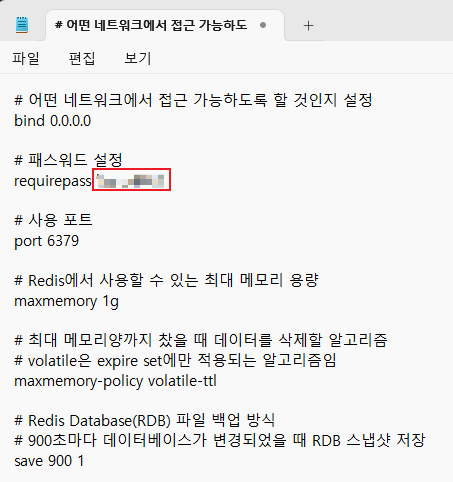 # 어떤 네트워크에서 접근 가능하도
파일 편집 보기
# 어떤 네트워크에서 접근 가능하도록 할 것인지 설정
bind 0.0.0.0
# 패스워드 설정
requirepass
# 사용 포트
port 6379
# Redis에서 사용할 수 있는 최대 메모리 용량
maxmemory 1g
# 최대 메모리양까지 찼을 때 데이터를 삭제할 알고리즘
# volatile은 expire set에만 적용되는 알고리즘임
maxmemory-policy volatile-ttl
# Redis Database(RDB) 파일 백업 방식
# 900초마다 데이터베이스가 변경되었을 때 RDB 스냅샷 저장
save 900 1